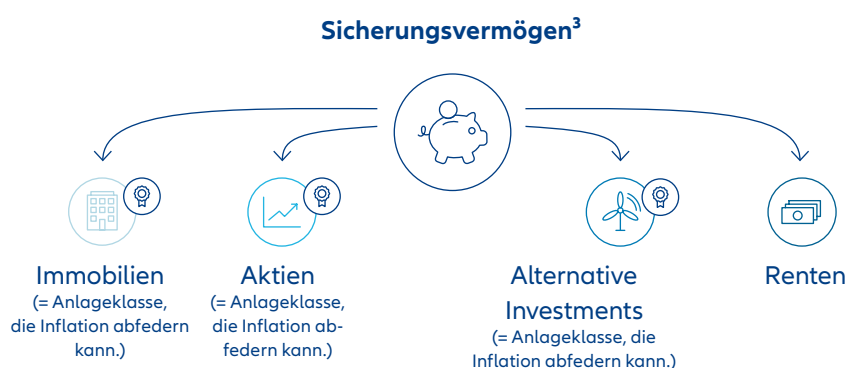 Sicherungsvermögen³
Immobilien
(= Anlageklasse,
die Inflation abfedern
kann.)
Aktien
(= Anlageklasse,
die Inflation ab-
federn kann.)
Alternative
Investments
(= Anlageklasse, die
Inflation abfedern kann.)
Renten